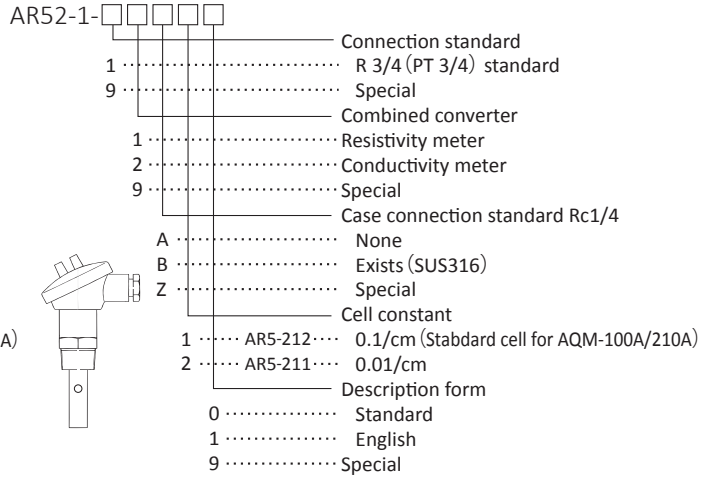 AR52-1-□□□□□
Connection standard
1 ························ R 3/4(PT 3/4) standard
9 ························ Special
Combined converter
1 ························ Resistivity meter
2 ························ Conductivity meter
9 ························ Special
Case connection standard Rc1/4
A ························ None
B ························ Exists(SUS316)
Z ························ Special
Cell constant
A) 1 ····· AR5-212···· 0.1/cm(Stabdard cell for AQM-100A/210A)
2 ····· AR5-211···· 0.01/cm
Description form
0 ················ Standard
1 ················ English
9 ················ Special